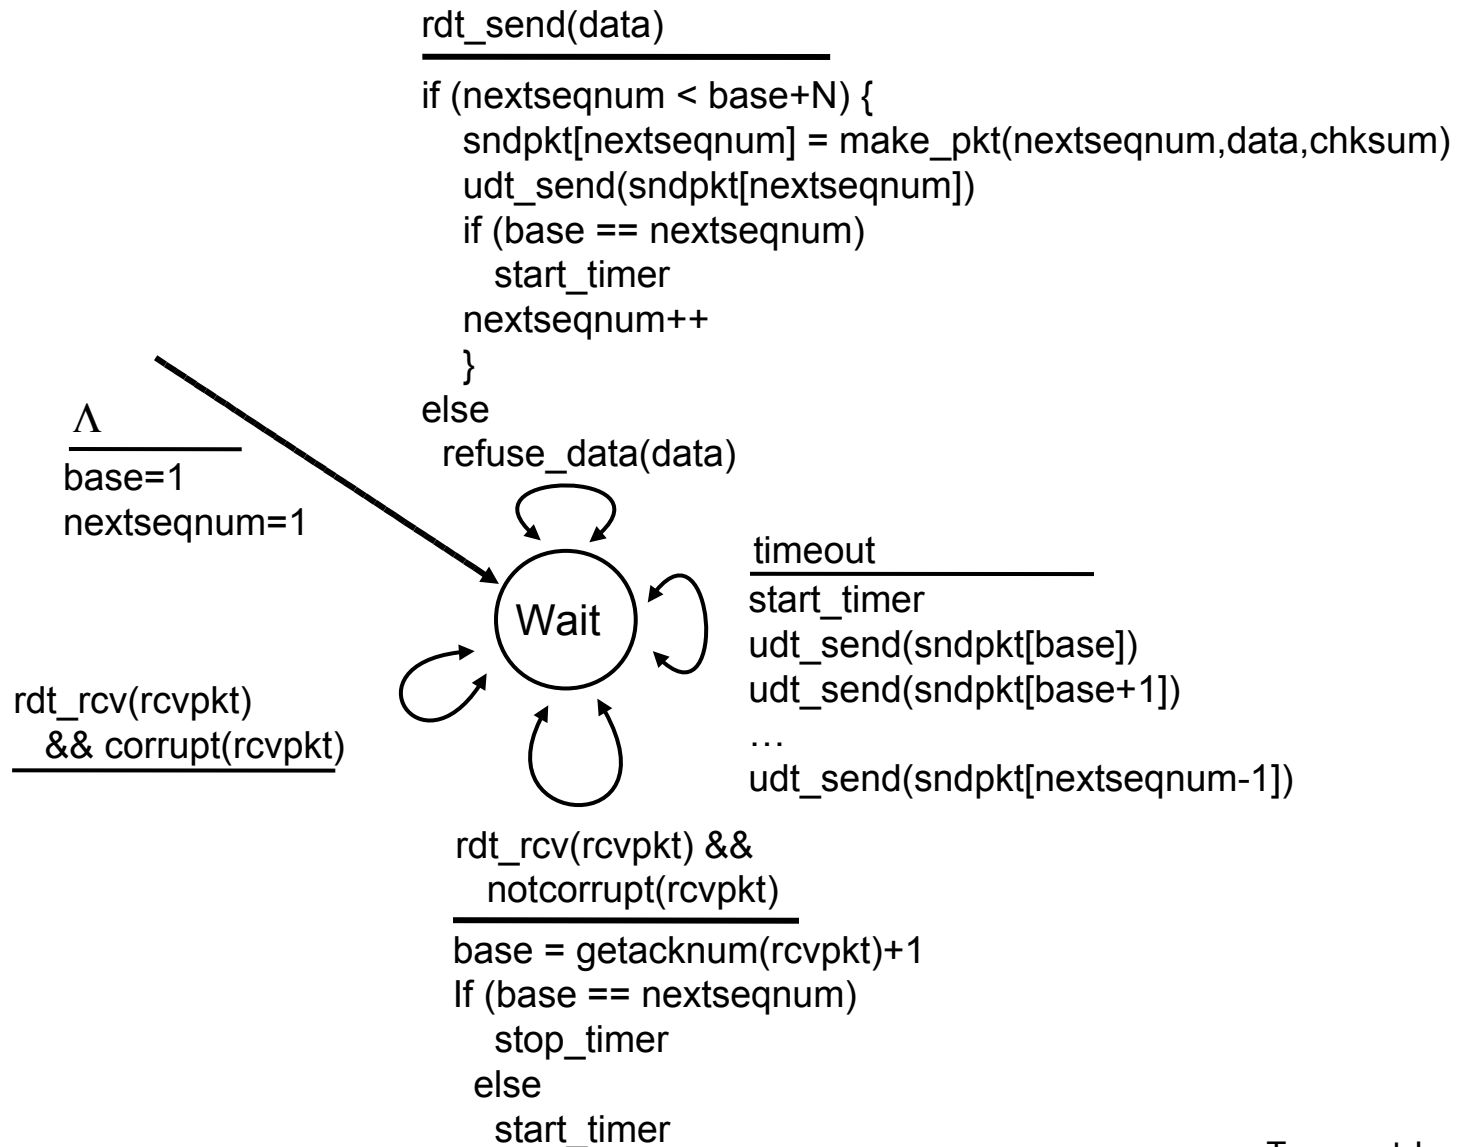 rdt_send(data)
if (nextseqnum < base+N) {
sndpkt[nextseqnum] = make_pkt(nextseqnum,data,chksum)
udt_send(sndpkt[nextseqnum])
if (base == nextseqnum)
start_timer
nextseqnum++
}
else
refuse_data(data)
Λ
base=1
nextseqnum=1
Wait
timeout
start_timer
udt_send(sndpkt[base])
udt_send(sndpkt[base+1])
…
udt_send(sndpkt[nextseqnum-1])
rdt_rcv(rcvpkt)
&& corrupt(rcvpkt)
rdt_rcv(rcvpkt) &&
notcorrupt(rcvpkt)
base = getacknum(rcvpkt)+1
If (base == nextseqnum)
stop_timer
else
start_timer